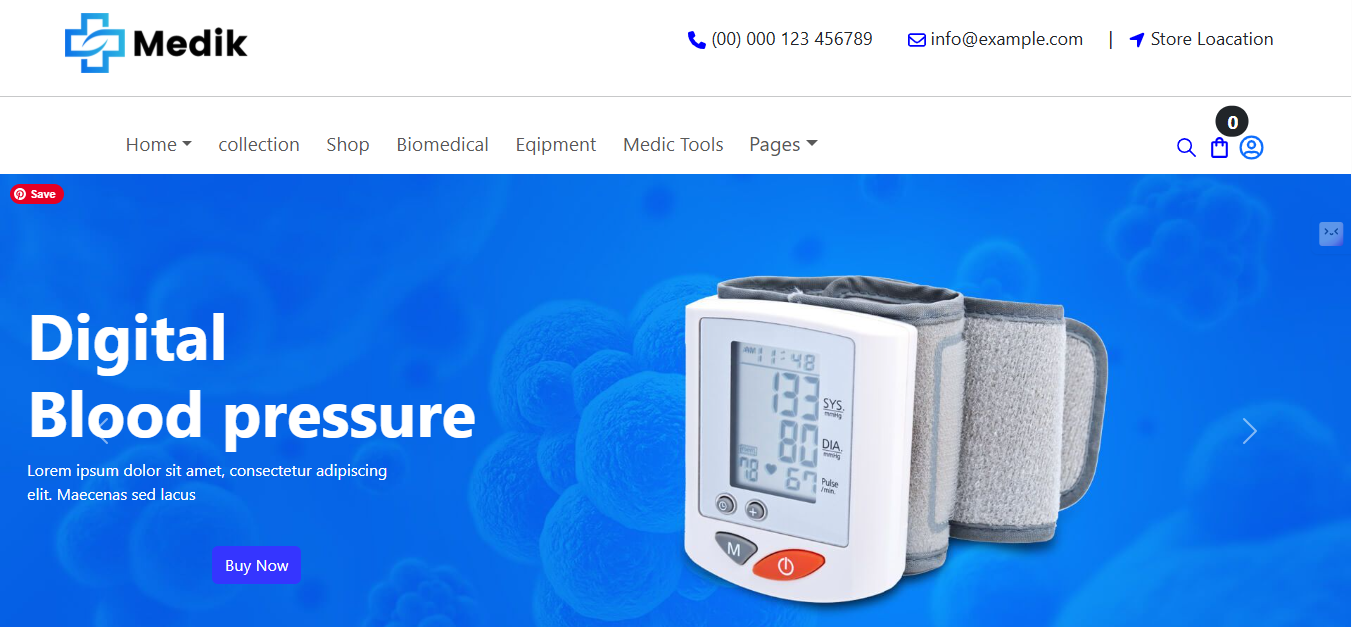 Medik
(00) 000 123 456789
info@example.com
|
Store Loacation
Home
collection
Shop
Biomedical
Eqipment
Medic Tools
Pages
0
Save
Digital
Blood pressure
Lorem ipsum dolor sit amet, consectetur adipiscing
elit. Maecenas sed lacus
Buy Now
AM 11:48
133
SYS.
mmHg
80
DIA.
mmHg
78
67
Pulse
/min.
M